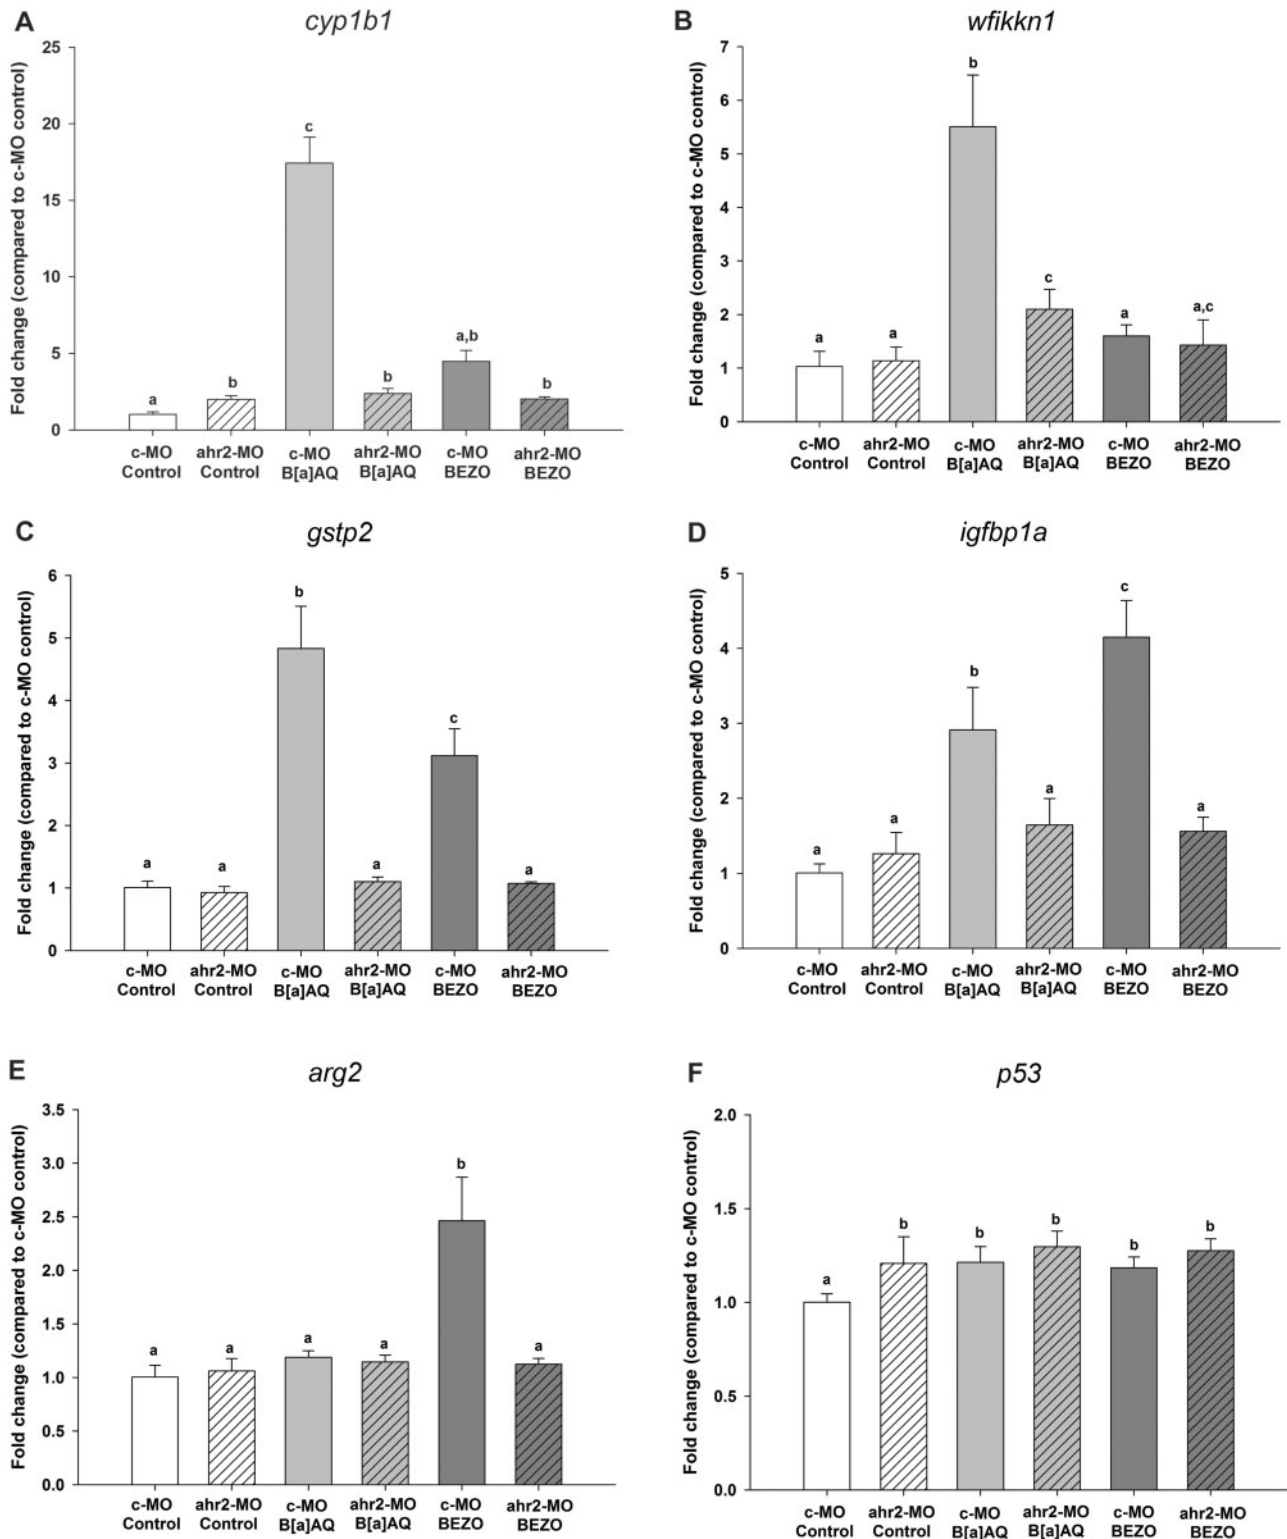 A
cyp1b1
Fold change (compared to c-MO control)
25
20
15
10
5
0
a
b
c
b
a,b
b
c-MO ahr2-MO c-MO ahr2-MO c-MO ahr2-MO
Control Control B[a]AQ B[a]AQ BEZO BEZO
B
wfikkn1
Fold change (compared to c-MO control)
7
6
5
4
3
2
1
0
a
a
b
c
a
a,c
c-MO ahr2-MO c-MO ahr2-MO c-MO ahr2-MO
Control Control B[a]AQ B[a]AQ BEZO BEZO
C
gstp2
Fold change (compared to c-MO control)
6
5
4
3
2
1
0
a
a
b
a
c
a
c-MO ahr2-MO c-MO ahr2-MO c-MO ahr2-MO
Control Control B[a]AQ B[a]AQ BEZO BEZO
D
igfbp1a
Fold change (compared to c-MO control)
5
4
3
2
1
0
a
a
b
a
c
a
c-MO ahr2-MO c-MO ahr2-MO c-MO ahr2-MO
Control Control B[a]AQ B[a]AQ BEZO BEZO
E
arg2
Fold change (compared to c-MO control)
3.5
3.0
2.5
2.0
1.5
1.0
0.5
0.0
a
a
a
a
b
a
c-MO ahr2-MO c-MO ahr2-MO c-MO ahr2-MO
Control Control B[a]AQ B[a]AQ BEZO BEZO
F
p53
Fold change (compared to c-MO control)
2.0
1.5
1.0
0.5
0.0
a
b
b
b
b
b
c-MO ahr2-MO c-MO ahr2-MO c-MO ahr2-MO
Control Control B[a]AQ B[a]AQ BEZO BEZO